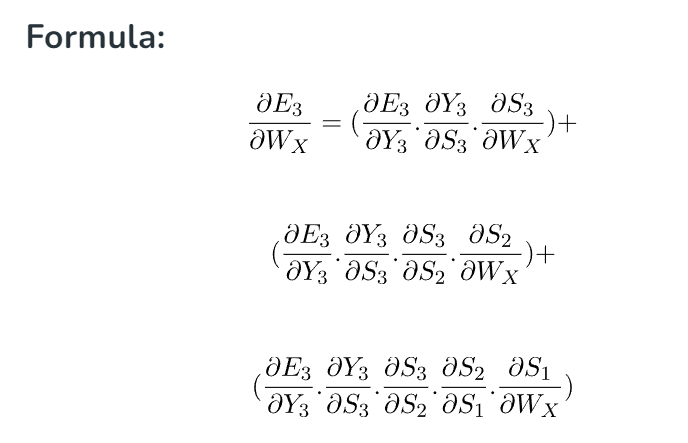 Formula:
∂E₃/∂W_X = (∂E₃/∂Y₃ . ∂Y₃/∂S₃ . ∂S₃/∂W_X)+
(∂E₃/∂Y₃ . ∂Y₃/∂S₃ . ∂S₃/∂S₂ . ∂S₂/∂W_X)+
(∂E₃/∂Y₃ . ∂Y₃/∂S₃ . ∂S₃/∂S₂ . ∂S₂/∂S₁ . ∂S₁/∂W_X)